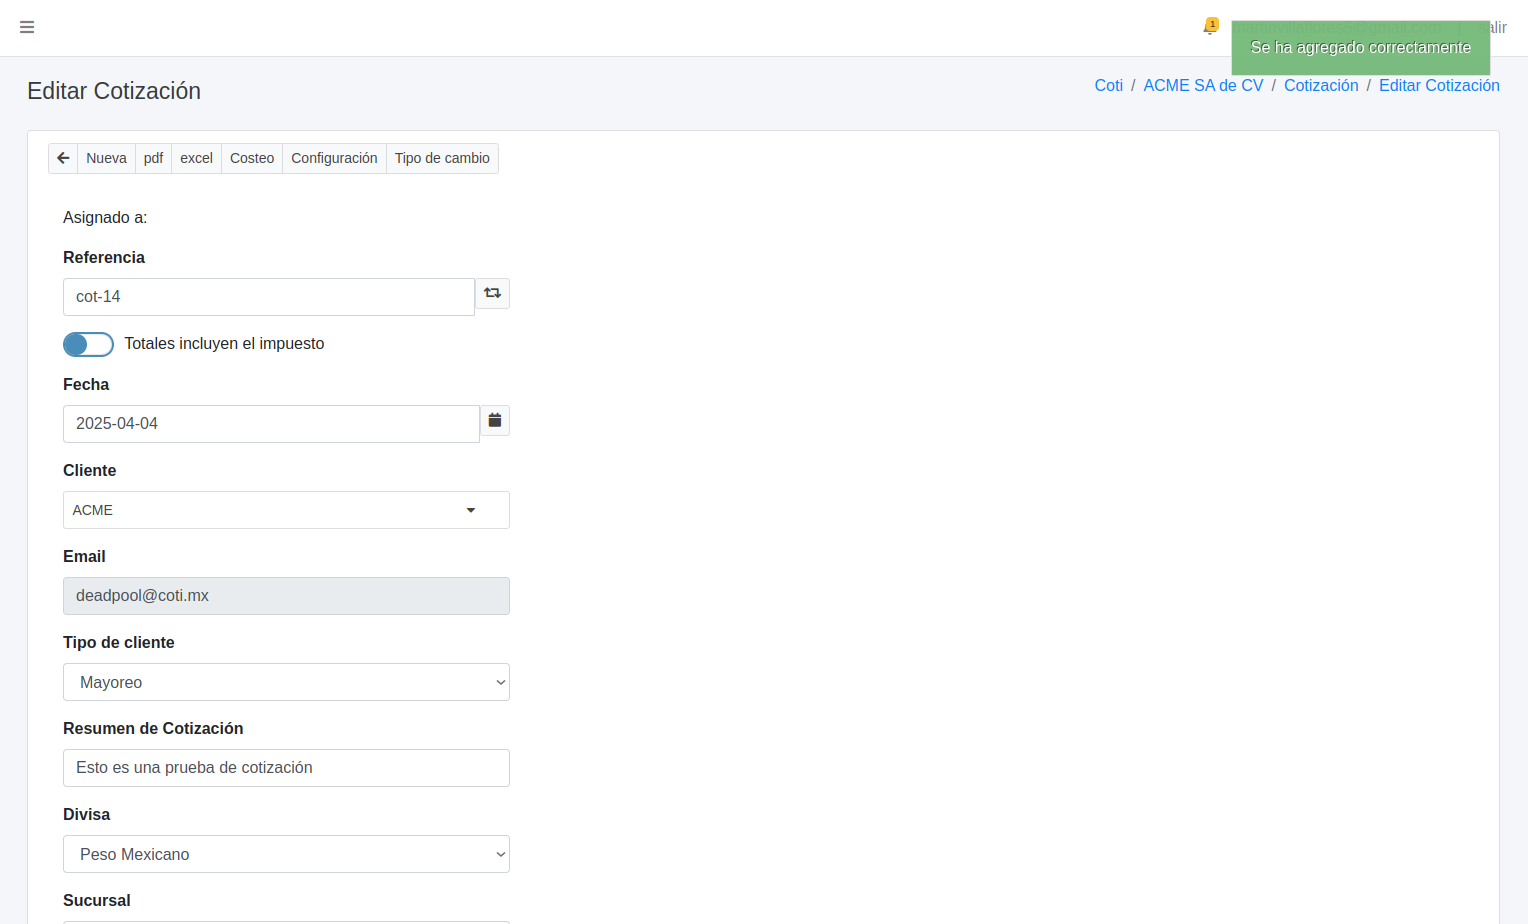 1
salir
Se ha agregado correctamente
Editar Cotización
Coti / ACME SA de CV / Cotización / Editar Cotización
Nueva pdf excel Costeo Configuración Tipo de cambio
Asignado a:
Referencia
cot-14
Totales incluyen el impuesto
Fecha
2025-04-04
Cliente
ACME
Email
deadpool@coti.mx
Tipo de cliente
Mayoreo
Resumen de Cotización
Esto es una prueba de cotización
Divisa
Peso Mexicano
Sucursal